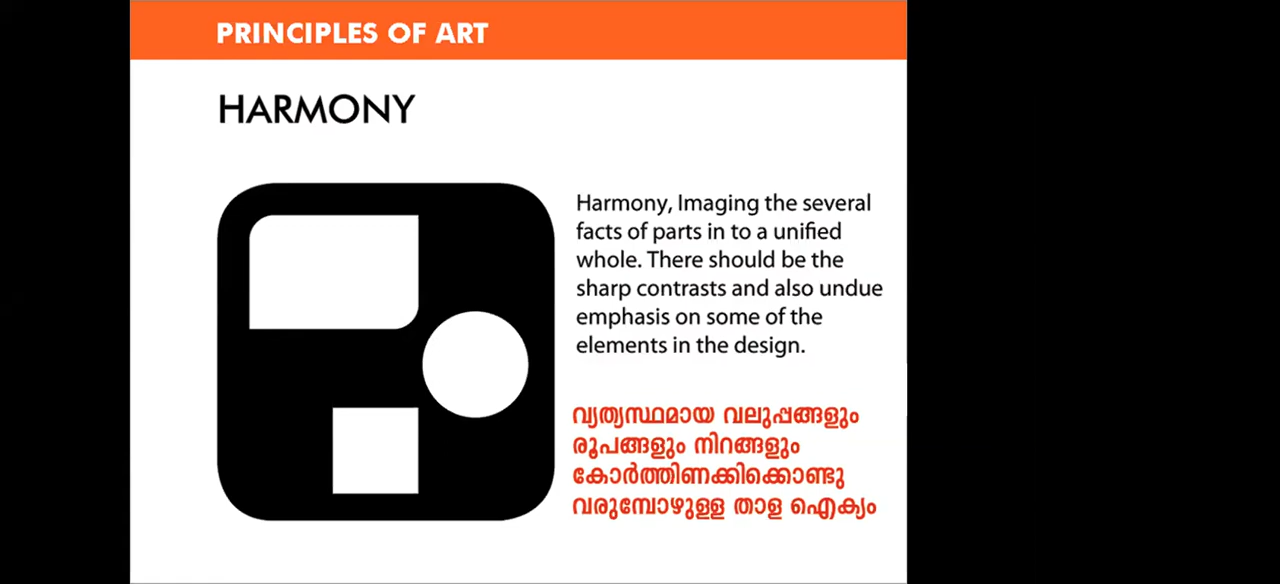 PRINCIPLES OF ART
HARMONY
Harmony, Imaging the several
facts of parts in to a unified
whole. There should be the
sharp contrasts and also undue
emphasis on some of the
elements in the design.
വ്യത്യസ്ഥമായ വലുപ്പങ്ങളും
രൂപങ്ങളും നിറങ്ങളും
കോർത്തിണക്കിക്കൊണ്ടു
വരുമ്പോഴുള്ള താള ഐക്യം